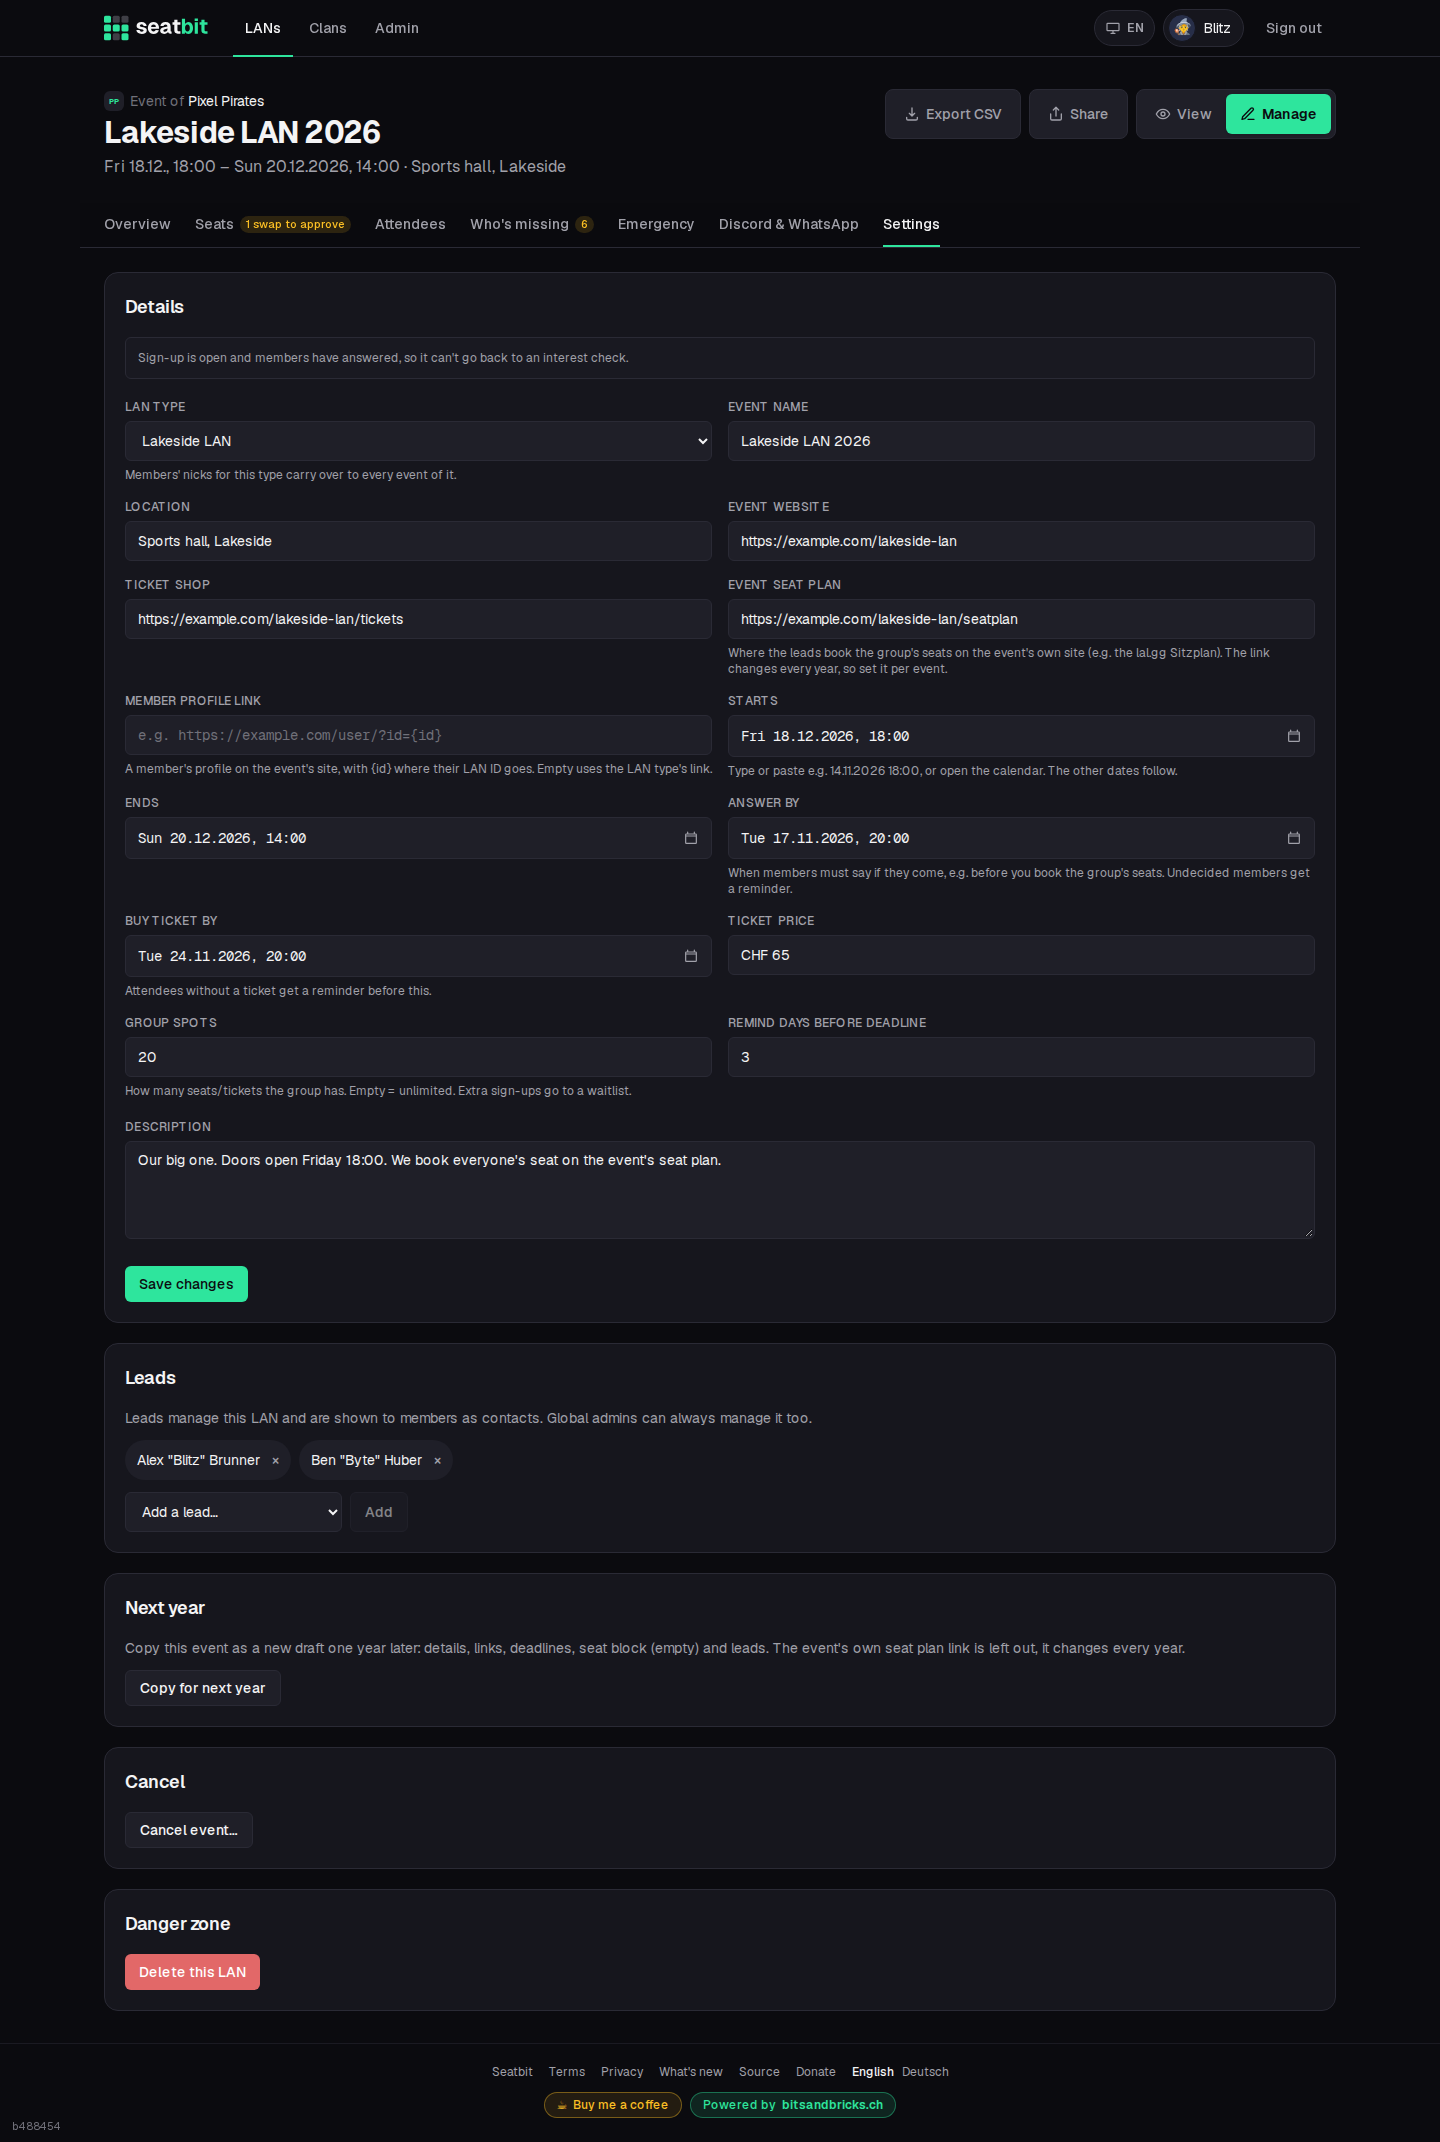 seatbit
LANs
Clans
Admin
EN
Blitz
Sign out
PP
Event of Pixel Pirates
Lakeside LAN 2026
Fri 18.12., 18:00 – Sun 20.12.2026, 14:00 · Sports hall, Lakeside
Export CSV
Share
View
Manage
Overview
Seats 1 swap to approve
Attendees
Who's missing 6
Emergency
Discord & WhatsApp
Settings
Details
Sign-up is open and members have answered, so it can't go back to an interest check.
LAN TYPE
Lakeside LAN
Members' nicks for this type carry over to every event of it.
EVENT NAME
Lakeside LAN 2026
LOCATION
Sports hall, Lakeside
EVENT WEBSITE
https://example.com/lakeside-lan
TICKET SHOP
https://example.com/lakeside-lan/tickets
EVENT SEAT PLAN
https://example.com/lakeside-lan/seatplan
Where the leads book the group's seats on the event's own site (e.g. the lal.gg Sitzplan). The link
changes every year, so set it per event.
MEMBER PROFILE LINK
e.g. https://example.com/user/?id={id}
A member's profile on the event's site, with {id} where their LAN ID goes. Empty uses the LAN type's link.
STARTS
Fri 18.12.2026, 18:00
Type or paste e.g. 14.11.2026 18:00, or open the calendar. The other dates follow.
ENDS
Sun 20.12.2026, 14:00
ANSWER BY
Tue 17.11.2026, 20:00
When members must say if they come, e.g. before you book the group's seats. Undecided members get
a reminder.
BUY TICKET BY
Tue 24.11.2026, 20:00
Attendees without a ticket get a reminder before this.
TICKET PRICE
CHF 65
GROUP SPOTS
20
How many seats/tickets the group has. Empty = unlimited. Extra sign-ups go to a waitlist.
REMIND DAYS BEFORE DEADLINE
3
DESCRIPTION
Our big one. Doors open Friday 18:00. We book everyone's seat on the event's seat plan.
Save changes
Leads
Leads manage this LAN and are shown to members as contacts. Global admins can always manage it too.
Alex "Blitz" Brunner ×
Ben "Byte" Huber ×
Add a lead…
Add
Next year
Copy this event as a new draft one year later: details, links, deadlines, seat block (empty) and leads. The event's own seat plan link is left out, it changes every year.
Copy for next year
Cancel
Cancel event…
Danger zone
Delete this LAN
Seatbit
Terms
Privacy
What's new
Source
Donate
English
Deutsch
Buy me a coffee
Powered by bitsandbricks.ch
b488454